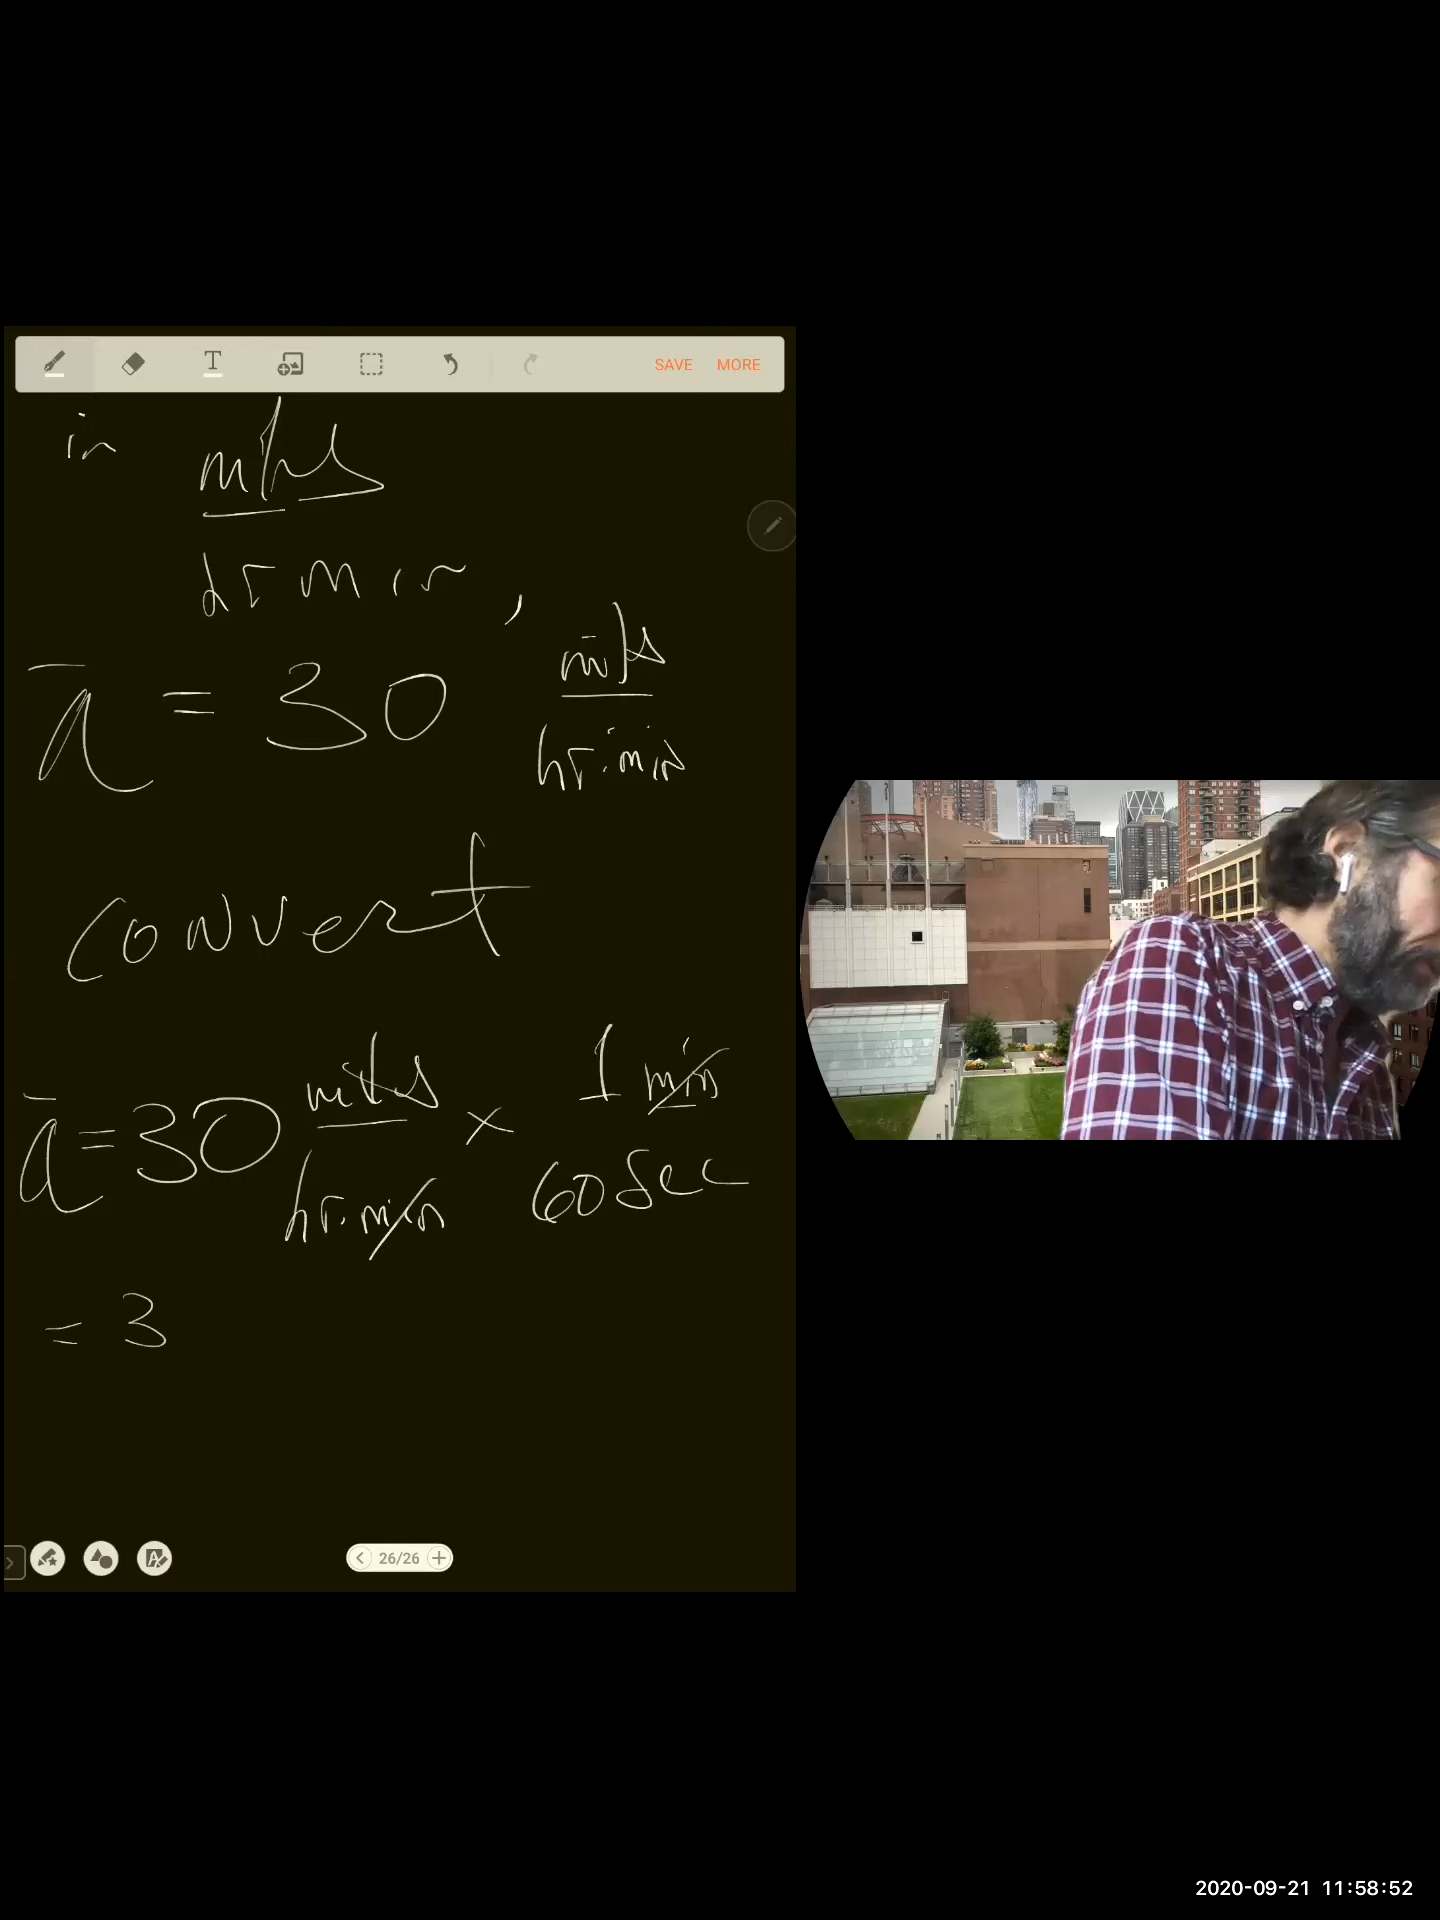 T
SAVE MORE
in miles
hr min ,
a̅ = 30 miles
hr·min
convert
a̅ = 30 miles × 1 min
hr·min 60 sec
= 3
A
26/26
2020-09-21 11:58:52